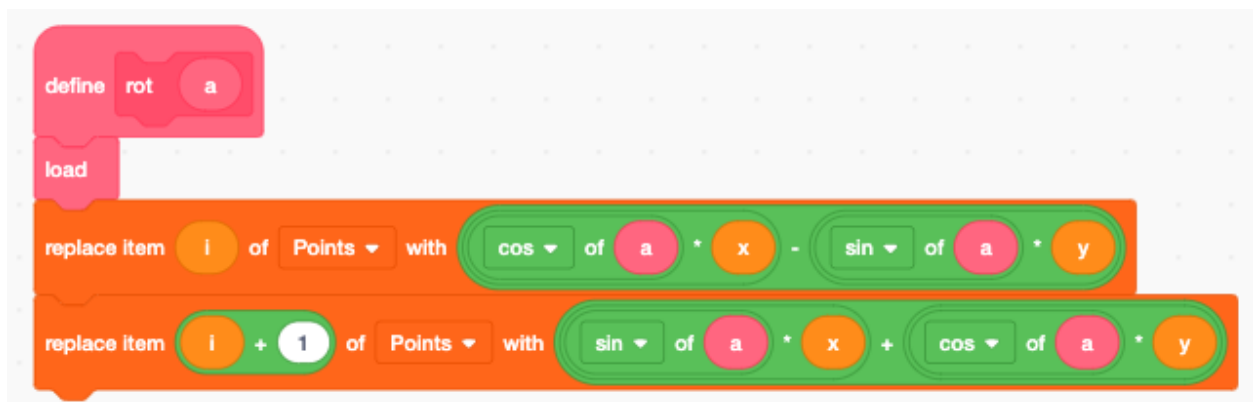 define rot a
load
replace item i of Points with cos of a * x - sin of a * y
replace item i + 1 of Points with sin of a * x + cos of a * y